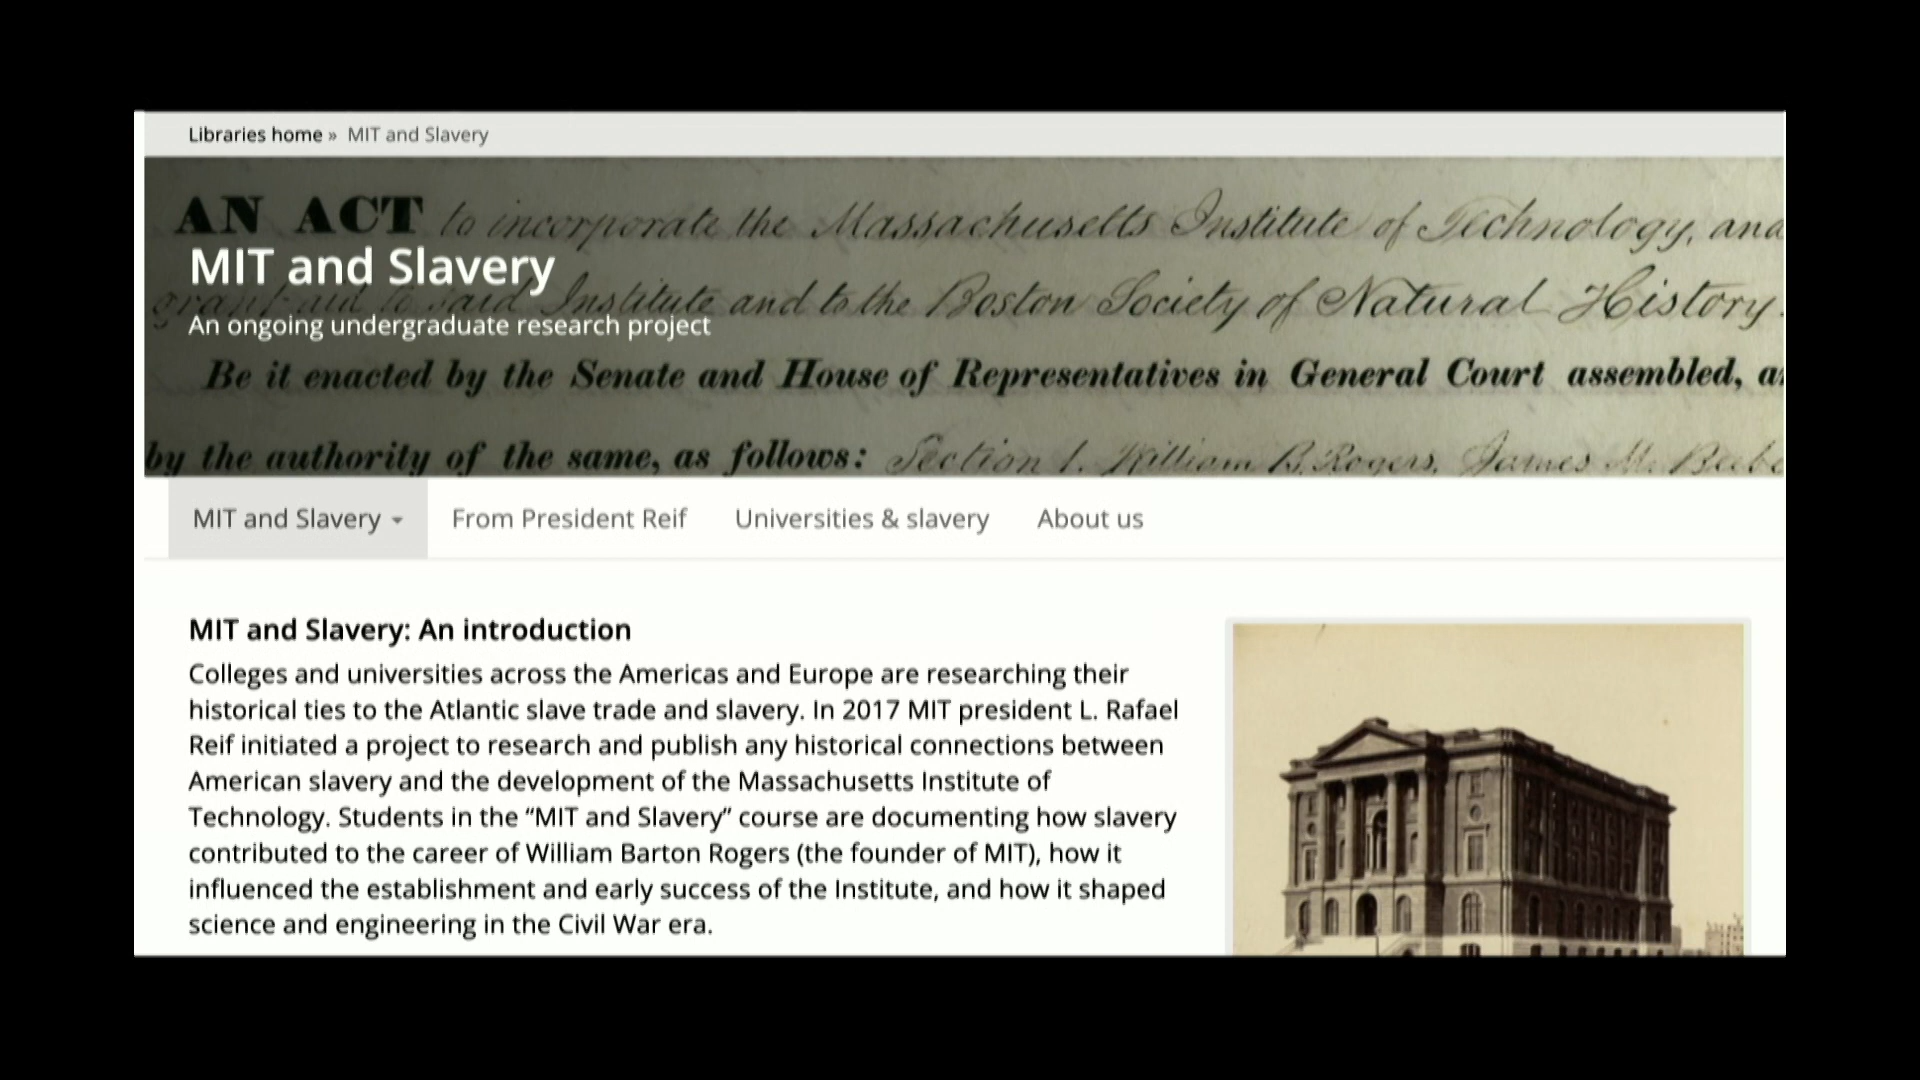 Libraries home » MIT and Slavery
AN ACT to incorporate the Massachusetts Institute of Technology, and
MIT and Slavery
grant aid to said Institute and to the Boston Society of Natural History.
An ongoing undergraduate research project
Be it enacted by the Senate and House of Representatives in General Court assembled, a
by the authority of the same, as follows: Section 1. William B. Rogers, James M. Beebe
MIT and Slavery From President Reif Universities & slavery About us
MIT and Slavery: An introduction
Colleges and universities across the Americas and Europe are researching their
historical ties to the Atlantic slave trade and slavery. In 2017 MIT president L. Rafael
Reif initiated a project to research and publish any historical connections between
American slavery and the development of the Massachusetts Institute of
Technology. Students in the “MIT and Slavery” course are documenting how slavery
contributed to the career of William Barton Rogers (the founder of MIT), how it
influenced the establishment and early success of the Institute, and how it shaped
science and engineering in the Civil War era.